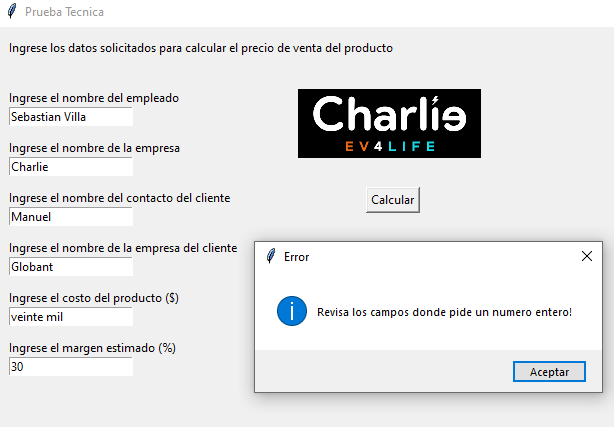 Prueba Tecnica
Ingrese los datos solicitados para calcular el precio de venta del producto
Ingrese el nombre del empleado
Sebastian Villa
Ingrese el nombre de la empresa
Charlie
Ingrese el nombre del contacto del cliente
Manuel
Ingrese el nombre de la empresa del cliente
Globant
Ingrese el costo del producto ($)
veinte mil
Ingrese el margen estimado (%)
30
Charlie
EV4LIFE
Calcular
Error
Revisa los campos donde pide un numero entero!
Aceptar